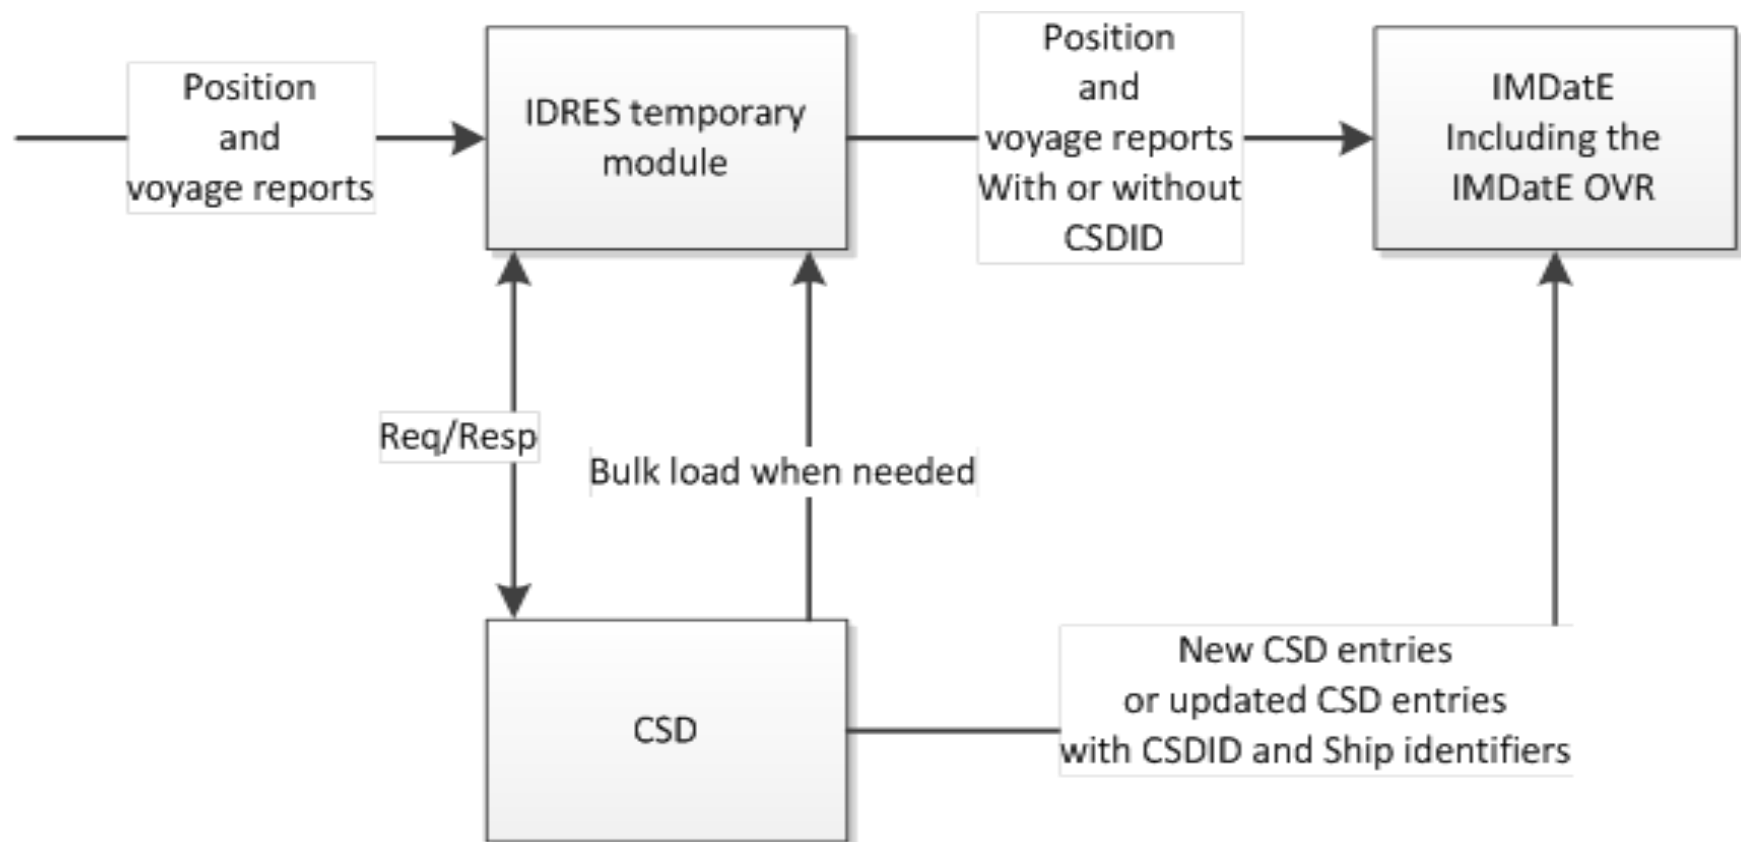 Position
and
voyage reports
IDRES temporary
module
Position
and
voyage reports
With or without
CSDID
IMDatE
Including the
IMDatE OVR
Req/Resp
Bulk load when needed
CSD
New CSD entries
or updated CSD entries
with CSDID and Ship identifiers